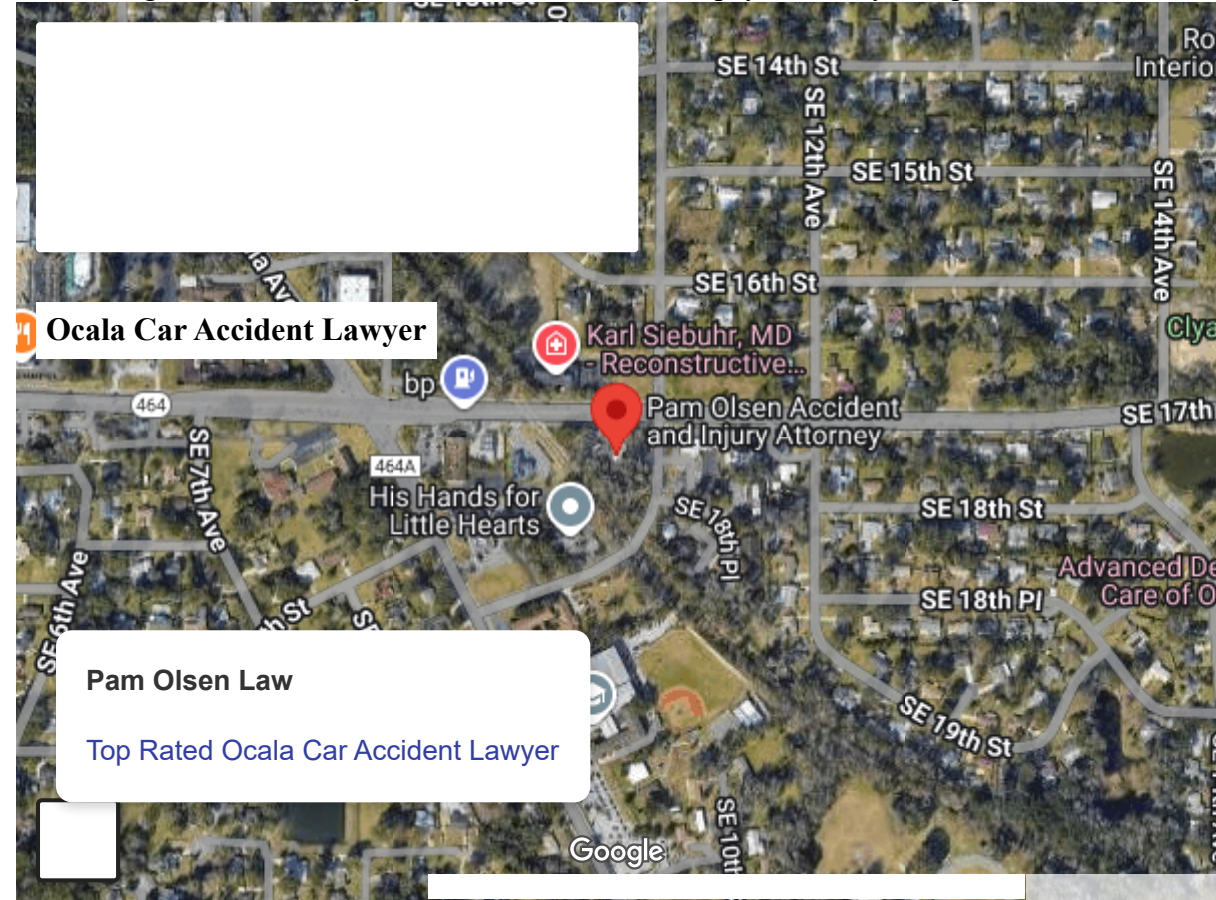 SE 14th St
Ro
Interio
SE 12th Ave
SE 15th St
SE 14th Ave
SE 16th St
Ocala Car Accident Lawyer
Karl Siebuhr, MD
- Reconstructive...
Clya
bp
464
Pam Olsen Accident
and Injury Attorney
SE 17th
SE 7th Ave
464A
His Hands for
Little Hearts
SE 18th Pl
SE 18th St
SE 6th Ave
Advanced De
Care of O
SE 18th Pl
Pam Olsen Law
Top Rated Ocala Car Accident Lawyer
SE 19th St
SE 10th
Google